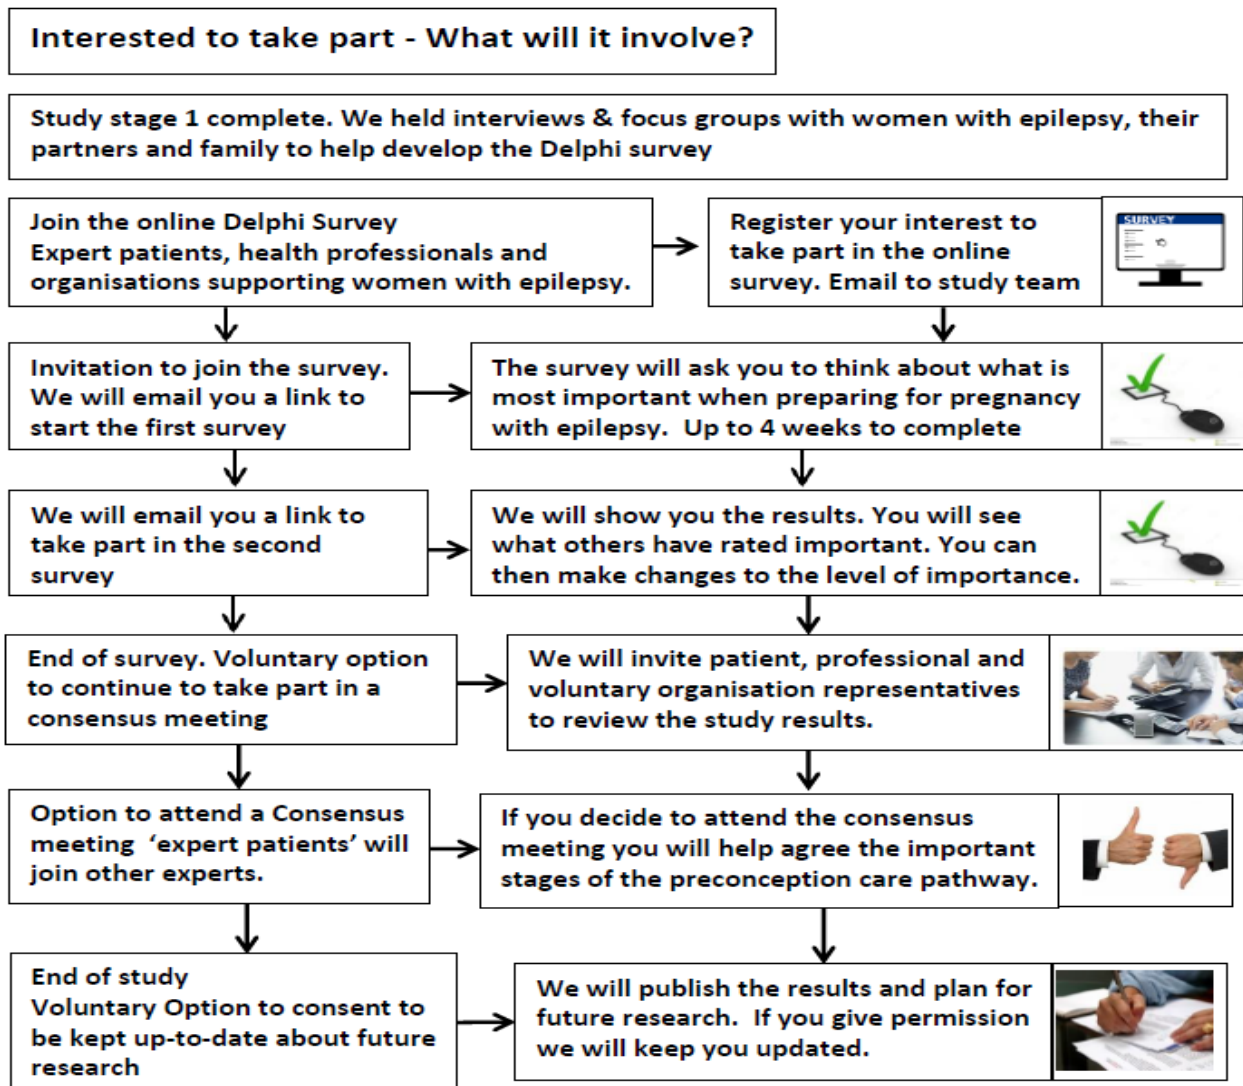 Interested to take part - What will it involve?
Study stage 1 complete. We held interviews & focus groups with women with epilepsy, their
partners and family to help develop the Delphi survey
Join the online Delphi Survey
Expert patients, health professionals and
organisations supporting women with epilepsy.
Register your interest to
take part in the online
survey. Email to study team
SURVEY
Invitation to join the survey.
We will email you a link to
start the first survey
The survey will ask you to think about what is
most important when preparing for pregnancy
with epilepsy. Up to 4 weeks to complete
We will email you a link to
take part in the second
survey
We will show you the results. You will see
what others have rated important. You can
then make changes to the level of importance.
End of survey. Voluntary option
to continue to take part in a
consensus meeting
We will invite patient, professional and
voluntary organisation representatives
to review the study results.
Option to attend a Consensus
meeting ‘expert patients’ will
join other experts.
If you decide to attend the consensus
meeting you will help agree the important
stages of the preconception care pathway.
End of study
Voluntary Option to consent to
be kept up-to-date about future
research
We will publish the results and plan for
future research. If you give permission
we will keep you updated.